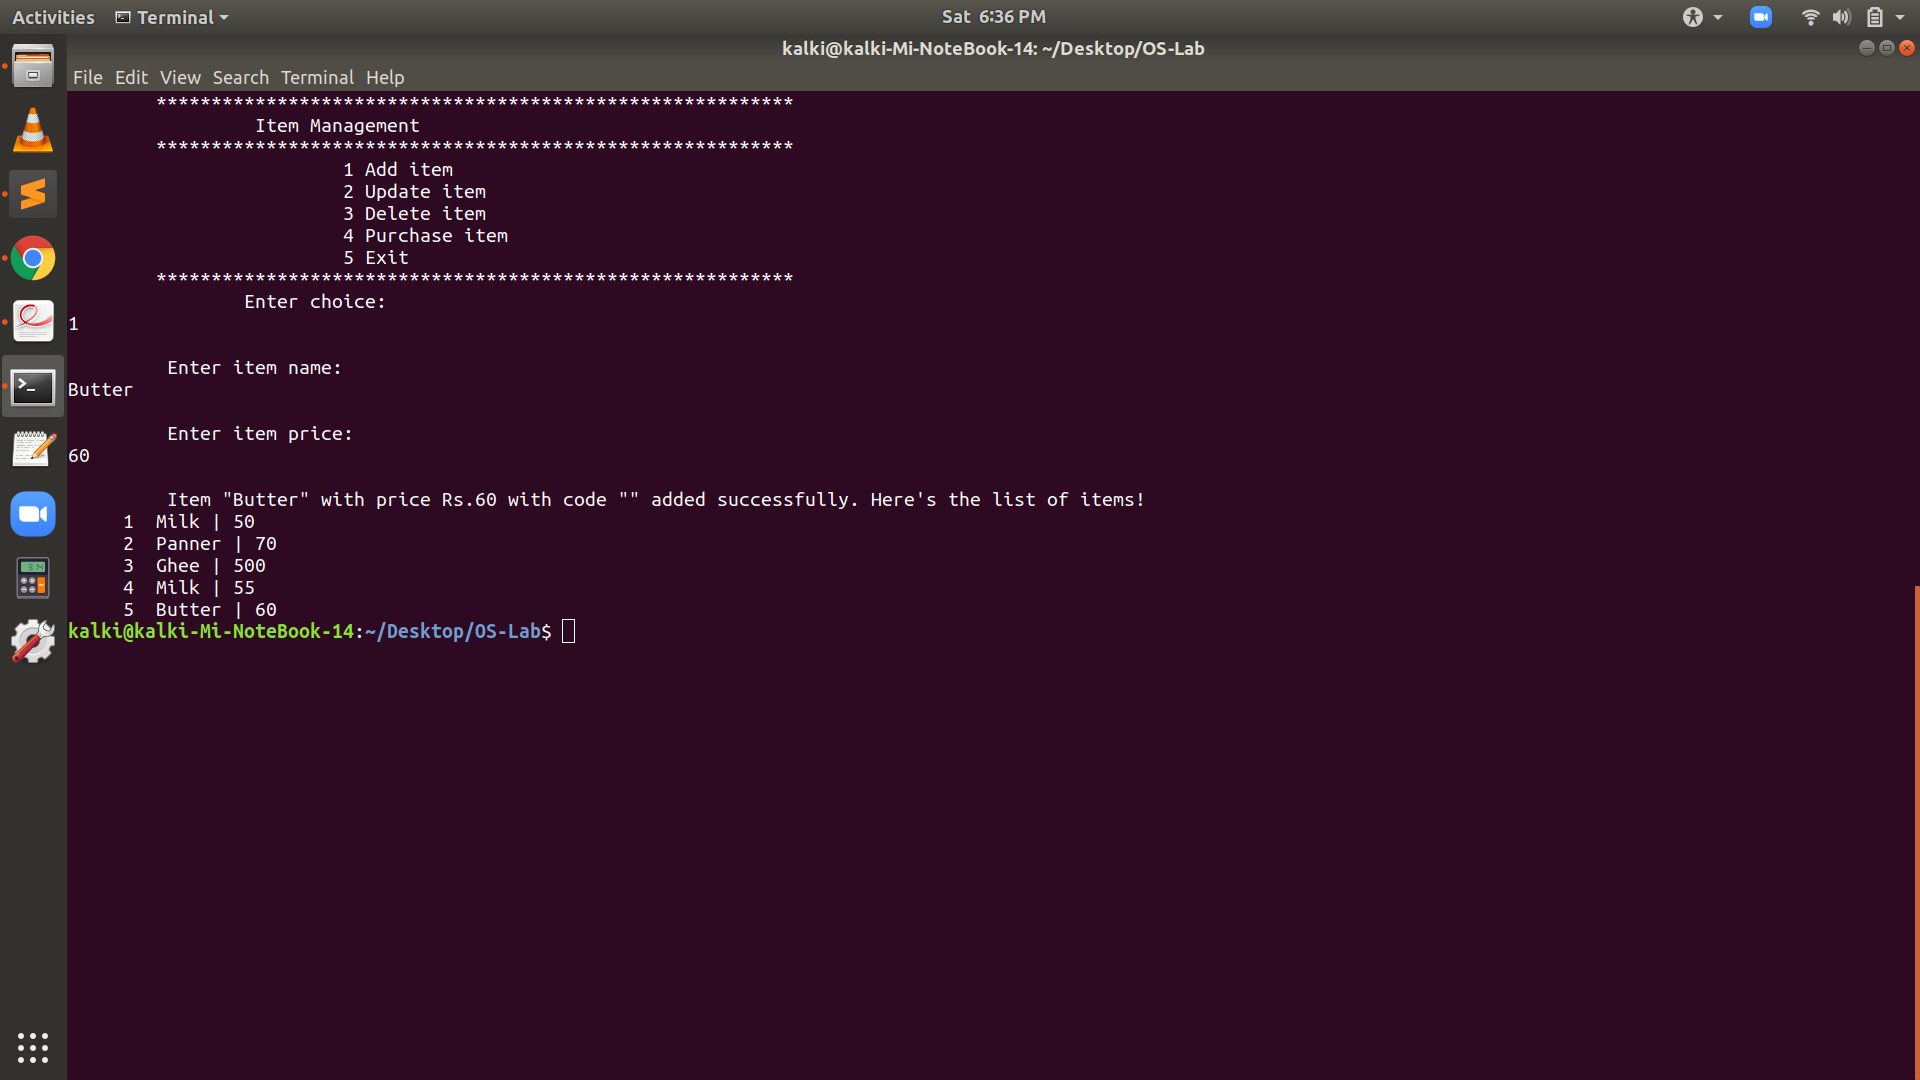 Activities Terminal Sat 6:36 PM
kalki@kalki-Mi-NoteBook-14: ~/Desktop/OS-Lab
File Edit View Search Terminal Help
**********************************************************
Item Management
**********************************************************
1 Add item
2 Update item
3 Delete item
4 Purchase item
5 Exit
**********************************************************
Enter choice:
1
Enter item name:
Butter
Enter item price:
60
Item "Butter" with price Rs.60 with code "" added successfully. Here's the list of items!
1 Milk | 50
2 Panner | 70
3 Ghee | 500
4 Milk | 55
5 Butter | 60
kalki@kalki-Mi-NoteBook-14:~/Desktop/OS-Lab$